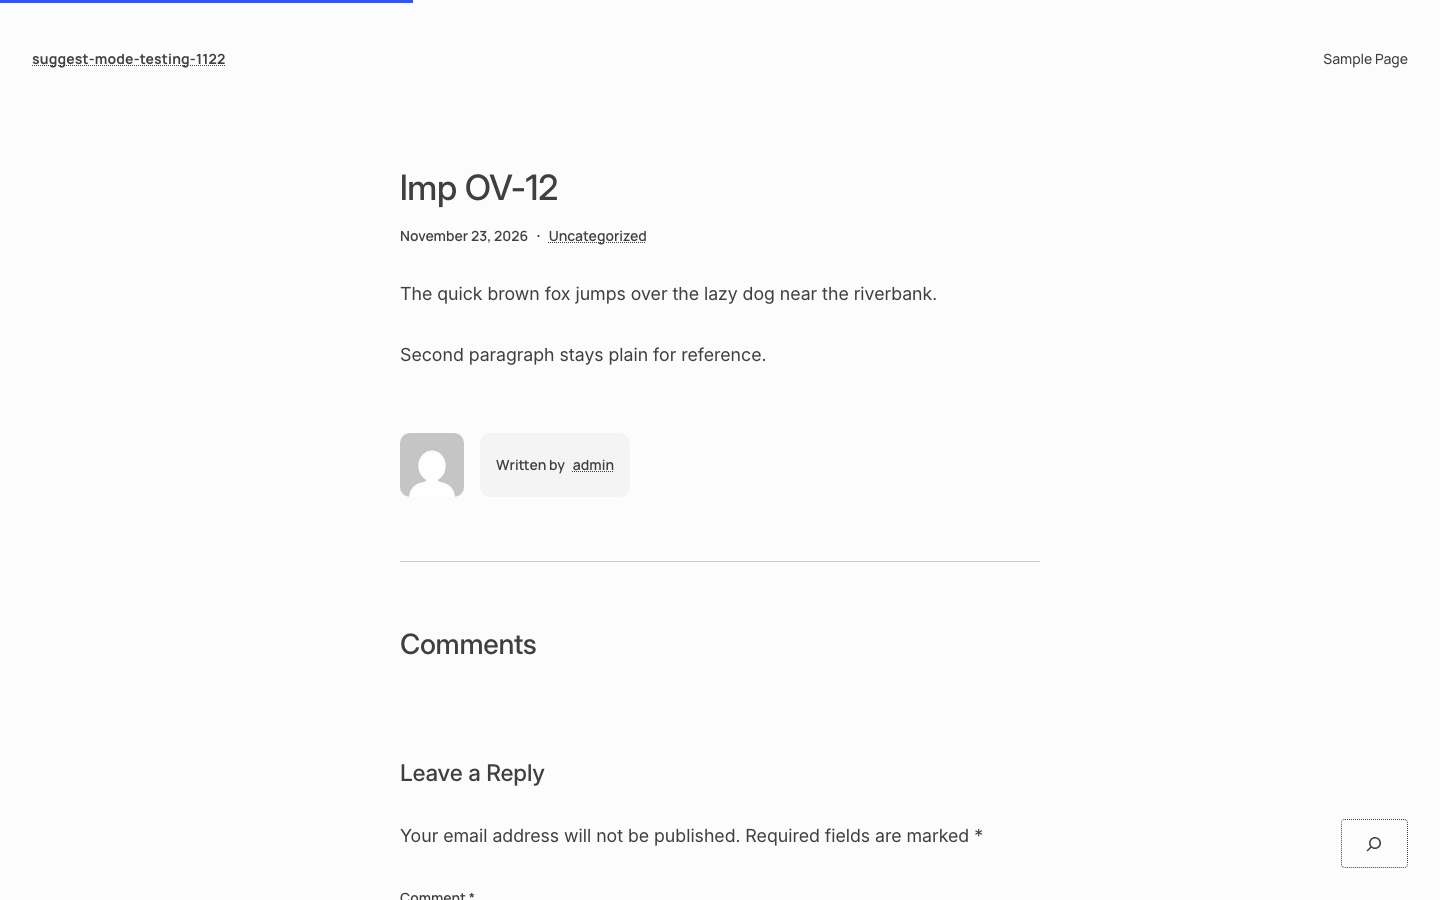 suggest-mode-testing-1122
Sample Page
Imp OV-12
November 23, 2026 · Uncategorized
The quick brown fox jumps over the lazy dog near the riverbank.
Second paragraph stays plain for reference.
Written by admin
Comments
Leave a Reply
Your email address will not be published. Required fields are marked *
Comment *